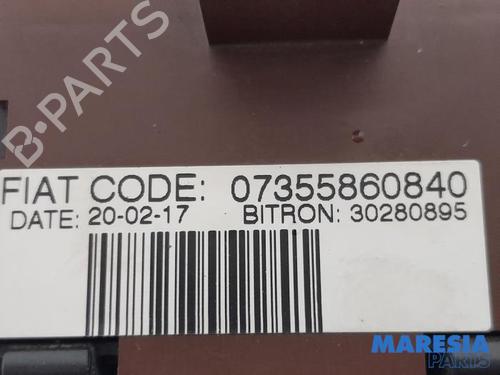 B-PARTS
FIAT CODE: 07355860840
DATE: 20-02-17 BITRON: 30280895
MARESIA
PARTS